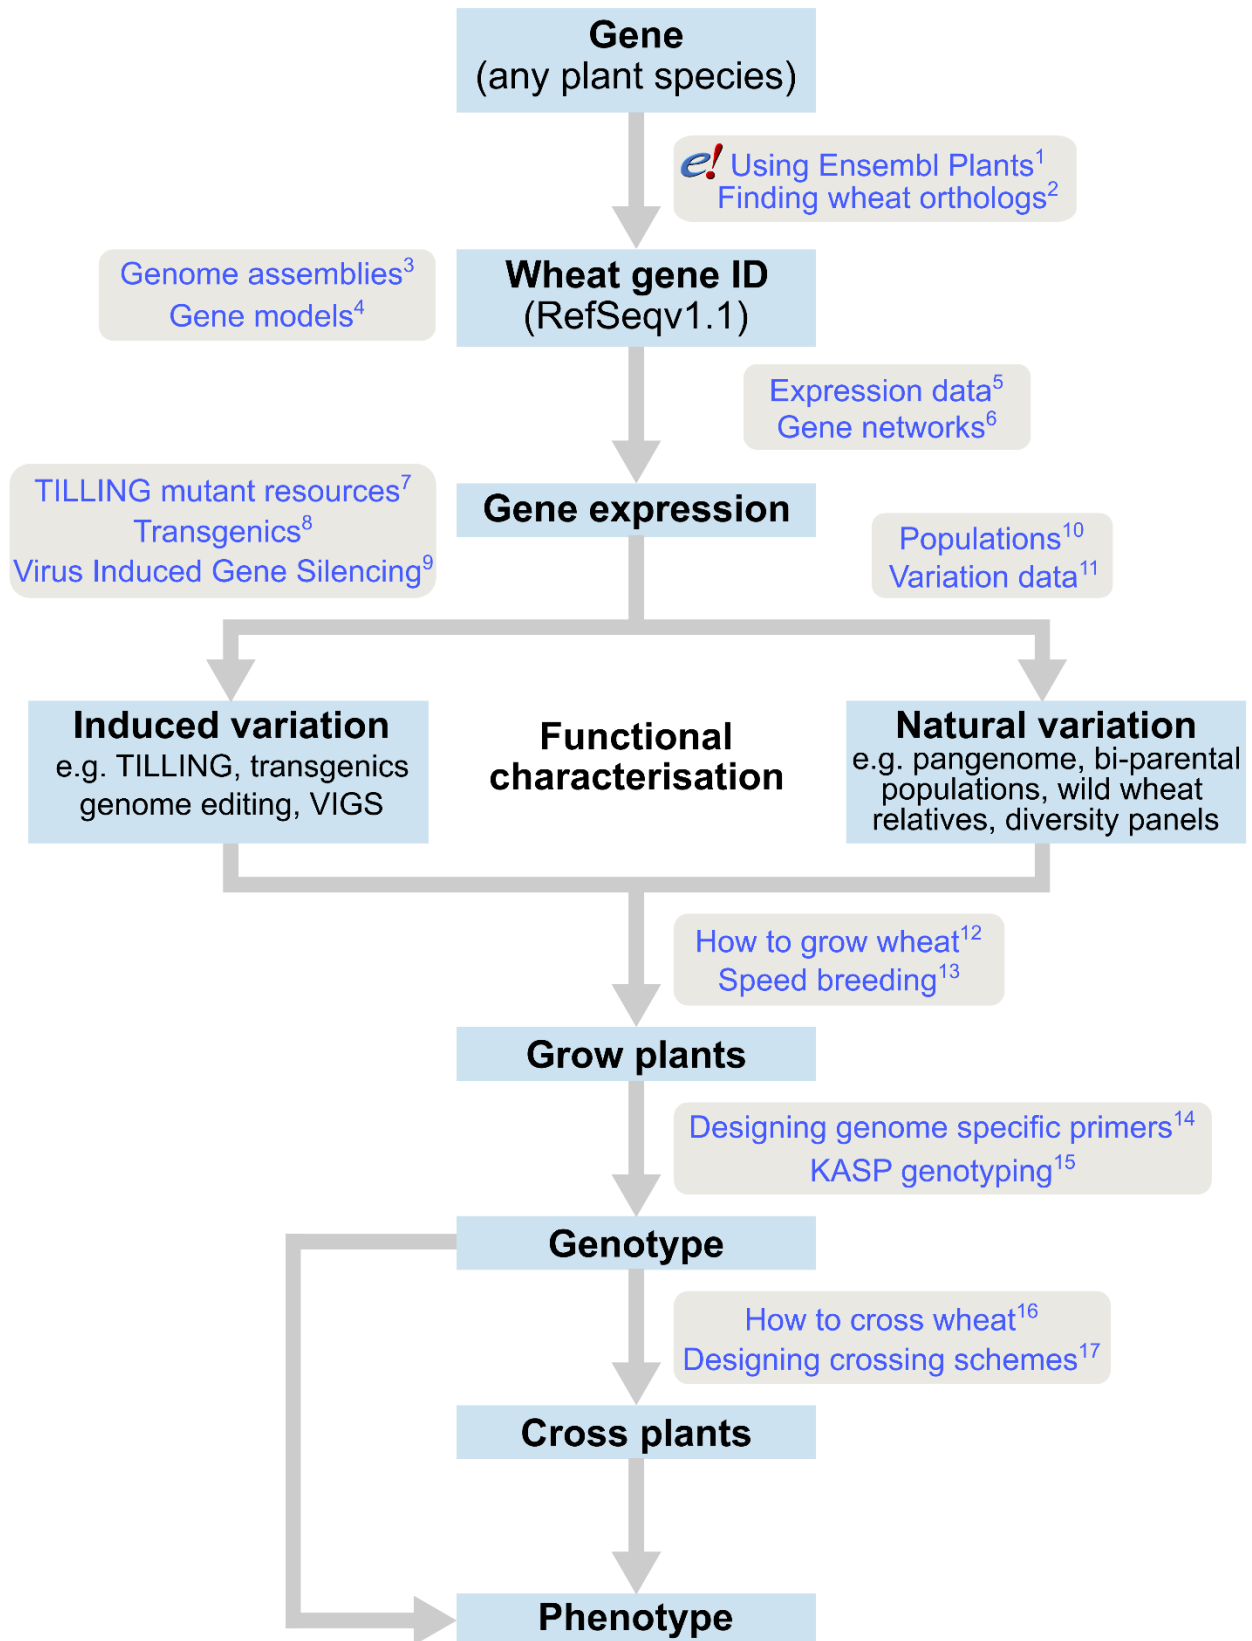 Gene
(any plant species)
e! Using Ensembl Plants1
Finding wheat orthologs2
Genome assemblies3
Gene models4
Wheat gene ID
(RefSeqv1.1)
Expression data5
Gene networks6
TILLING mutant resources7
Transgenics8
Virus Induced Gene Silencing9
Gene expression
Populations10
Variation data11
Induced variation
e.g. TILLING, transgenics
genome editing, VIGS
Functional
characterisation
Natural variation
e.g. pangenome, bi-parental
populations, wild wheat
relatives, diversity panels
How to grow wheat12
Speed breeding13
Grow plants
Designing genome specific primers14
KASP genotyping15
Genotype
How to cross wheat16
Designing crossing schemes17
Cross plants
Phenotype